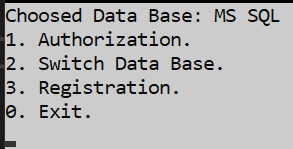 Choosed Data Base: MS SQL
1. Authorization.
2. Switch Data Base.
3. Registration.
0. Exit.